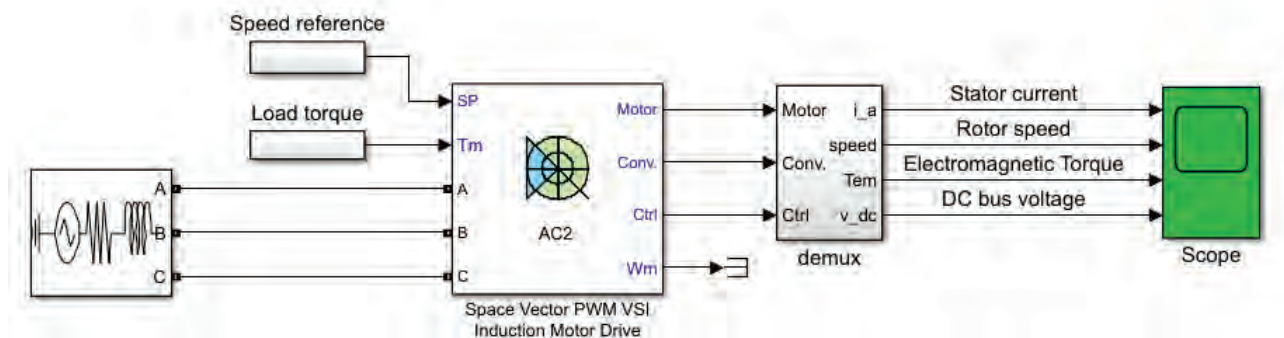 Speed reference
Load torque
A
B
C
SP
Tm
A
B
C
AC2
Motor
Conv.
Ctrl
Wm
Space Vector PWM VSI
Induction Motor Drive
Motor
Conv.
Ctrl
i_a
speed
Tem
v_dc
demux
Stator current
Rotor speed
Electromagnetic Torque
DC bus voltage
Scope